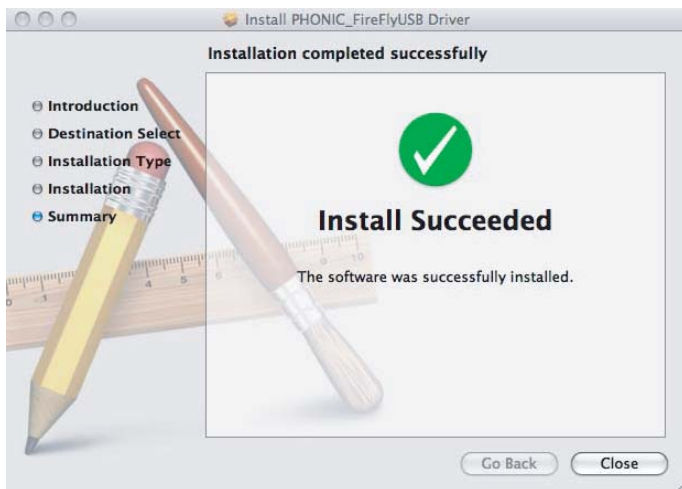 Install PHONIC_FireFlyUSB Driver
Installation completed successfully
Introduction
Destination Select
Installation Type
Installation
Summary
Install Succeeded
The software was successfully installed.
Go Back
Close